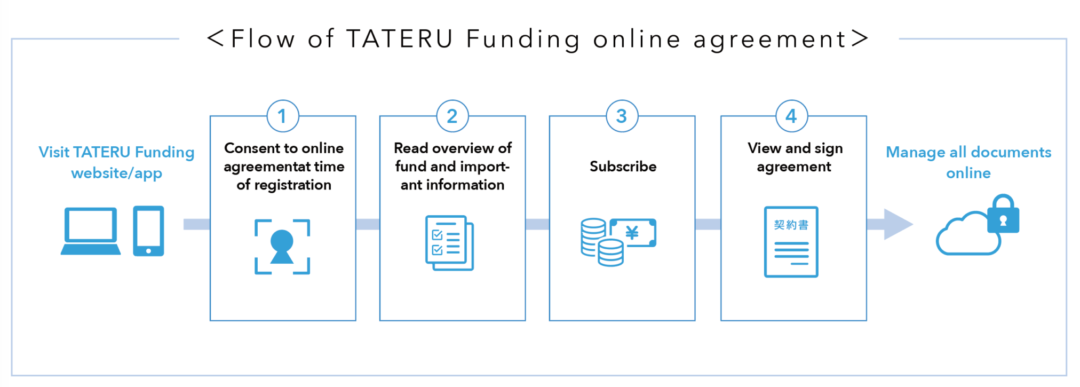 ＜Flow of TATERU Funding online agreement＞
Visit TATERU Funding
website/app
1
Consent to online
agreementat time
of registration
2
Read overview of
fund and import-
ant information
3
Subscribe
¥
4
View and sign
agreement
契約書
Manage all documents
online